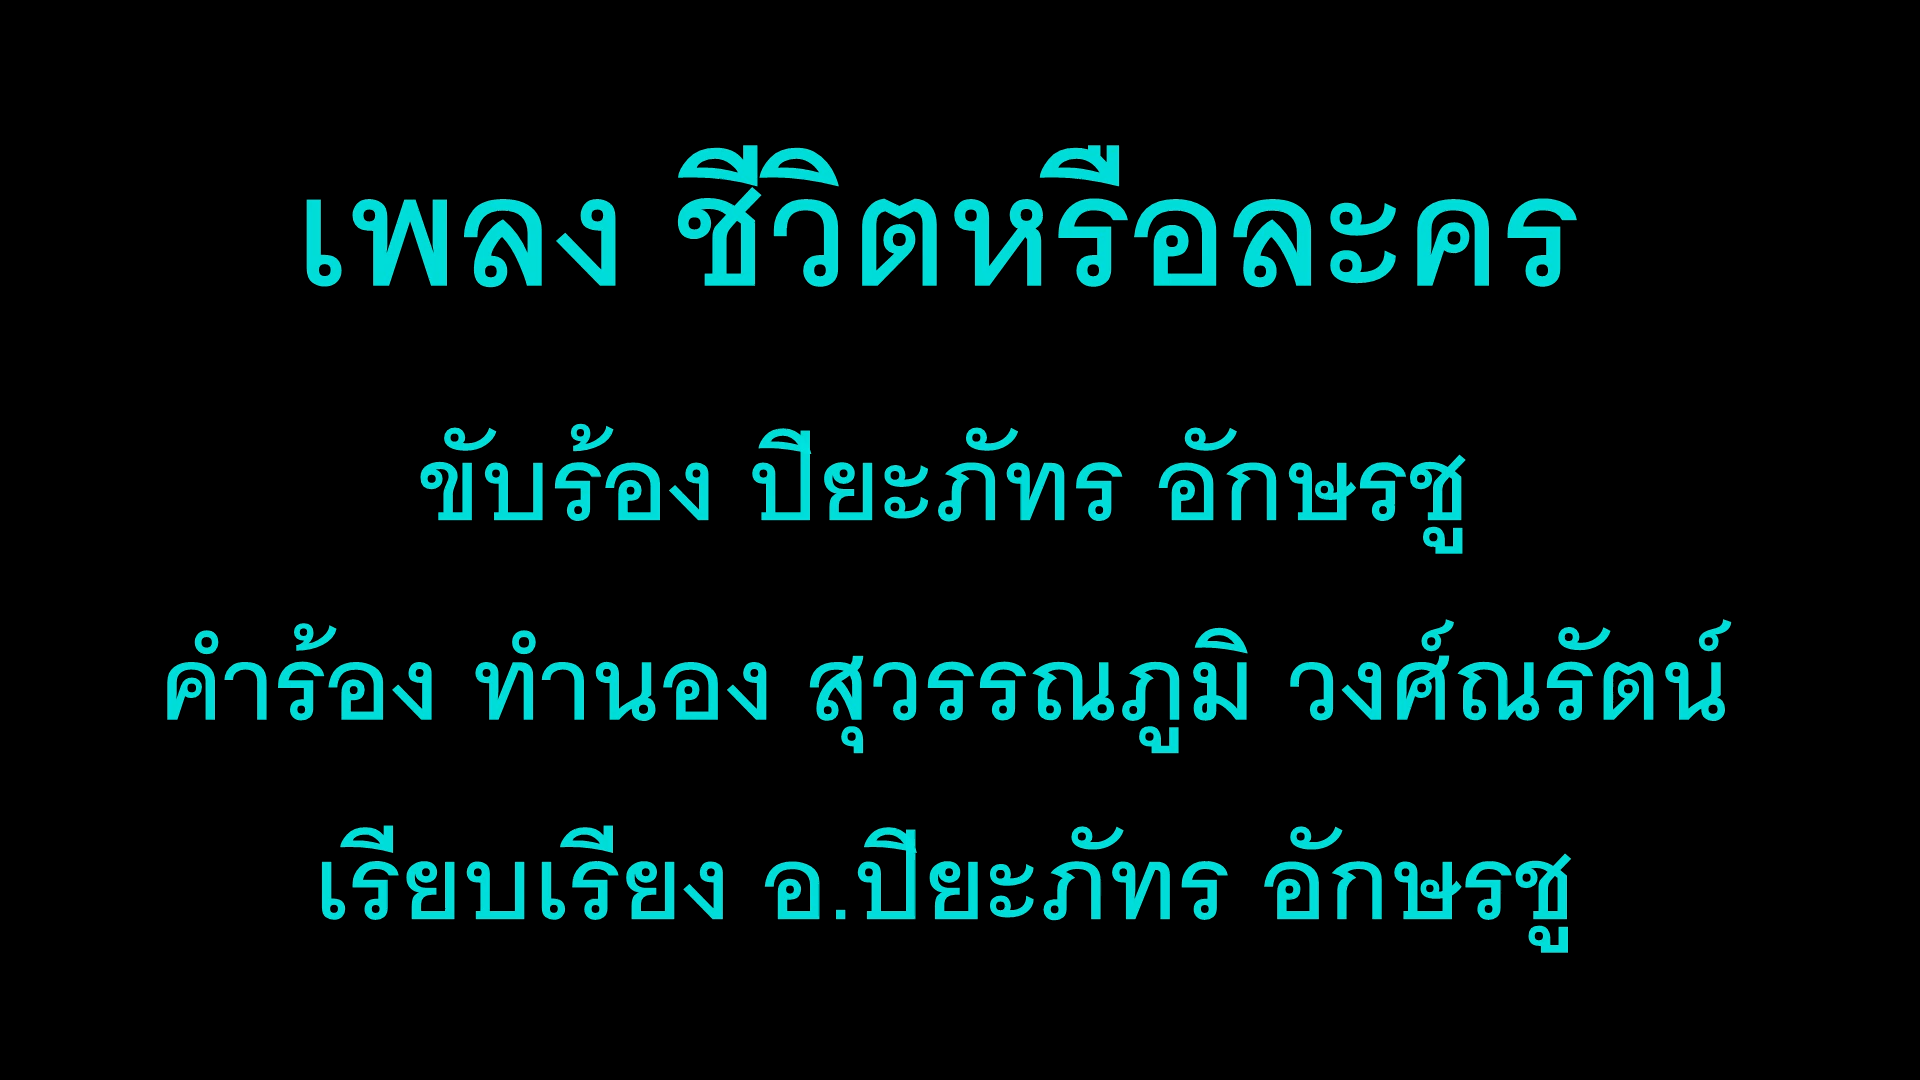 เพลง ชีวิตหรือละคร
ขับร้อง ปิยะภัทร อักษรชู
คำร้อง ทำนอง สุวรรณภูมิ วงศ์ณรัตน์
เรียบเรียง อ.ปิยะภัทร อักษรชู